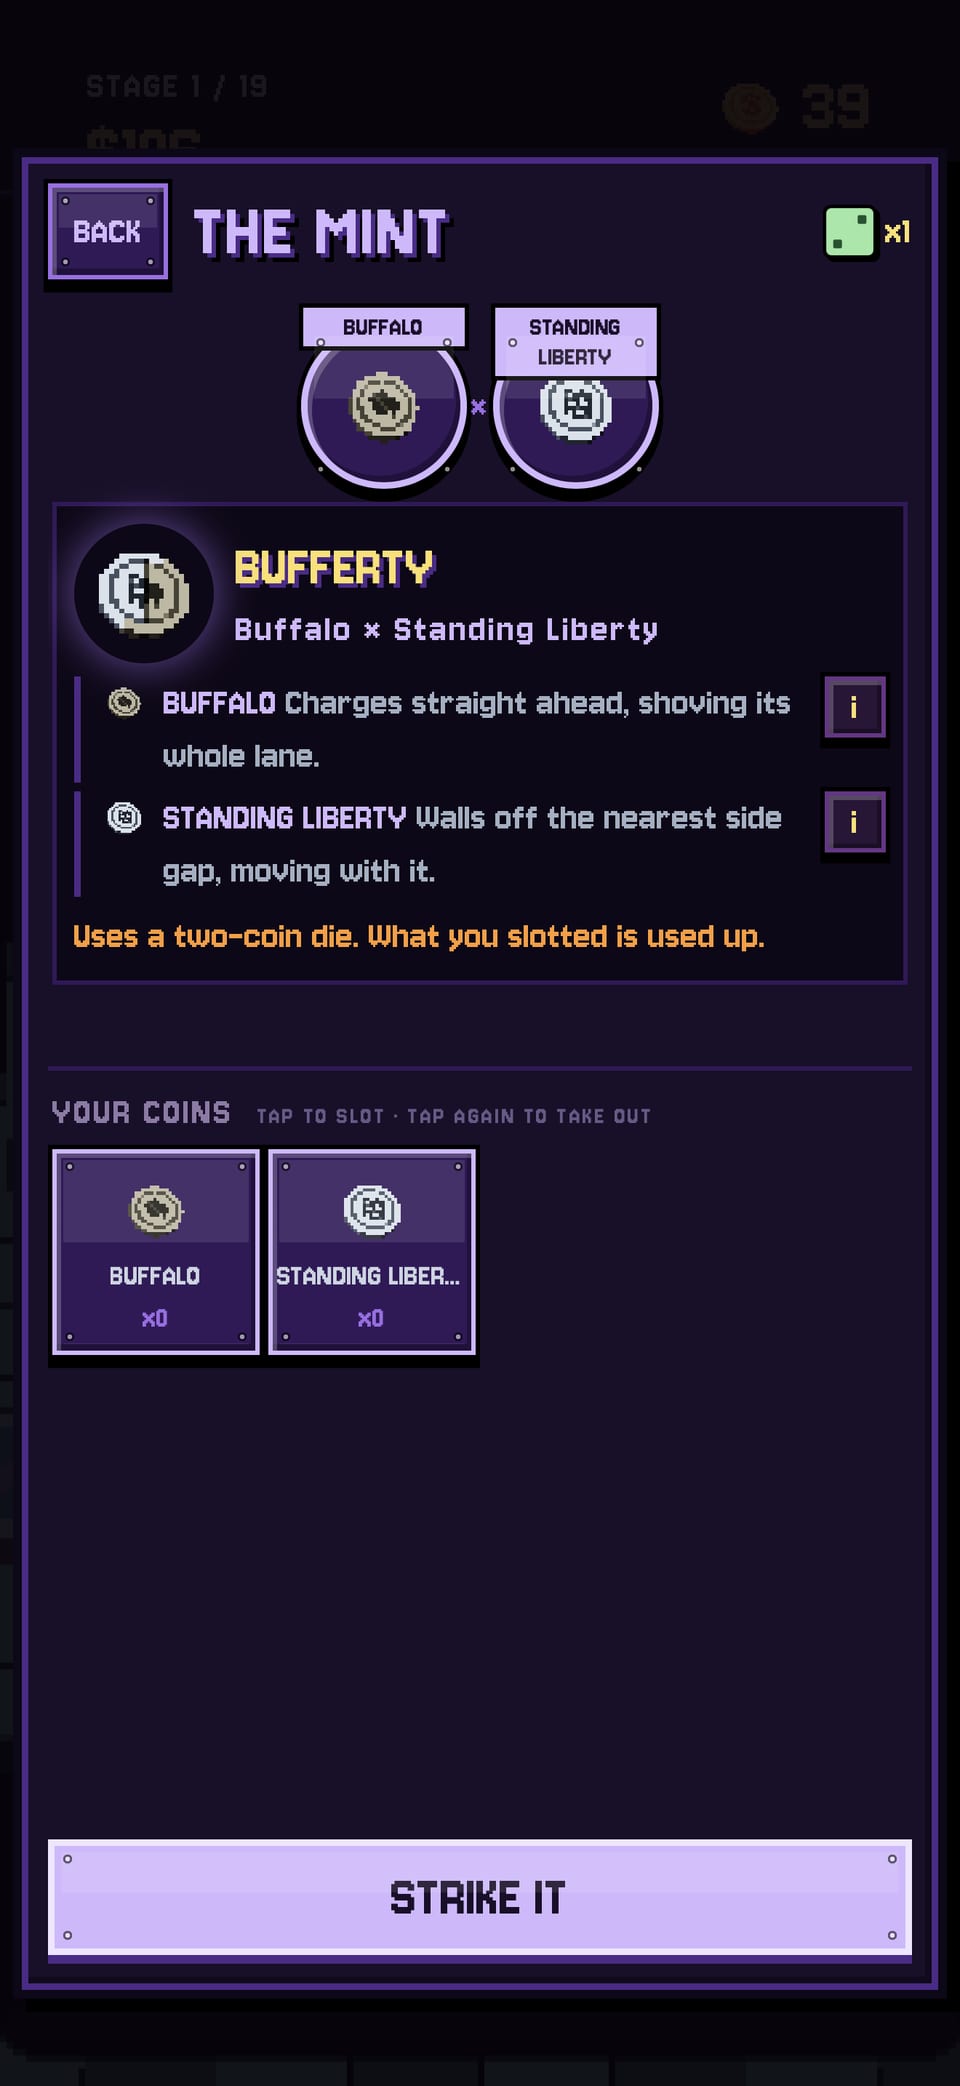 STAGE 1 / 19
39
BACK
THE MINT
x1
BUFFALO
STANDING
LIBERTY
×
BUFFERTY
Buffalo × Standing Liberty
BUFFALO Charges straight ahead, shoving its
whole lane.
i
STANDING LIBERTY Walls off the nearest side
gap, moving with it.
i
Uses a two-coin die. What you slotted is used up.
YOUR COINS TAP TO SLOT · TAP AGAIN TO TAKE OUT
BUFFALO
x0
STANDING LIBER...
x0
STRIKE IT